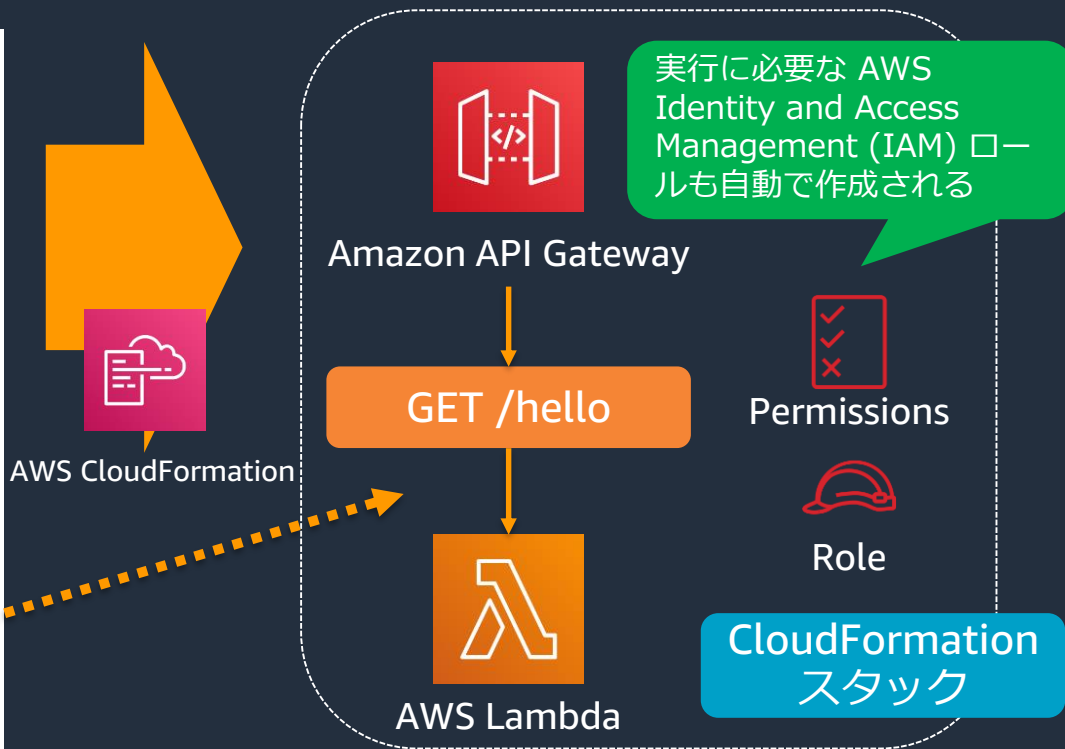 実行に必要な AWS
Identity and Access
Management (IAM) ロー
ルも自動で作成される
Amazon API Gateway
GET /hello
Permissions
AWS CloudFormation
Role
CloudFormation
スタック
AWS Lambda